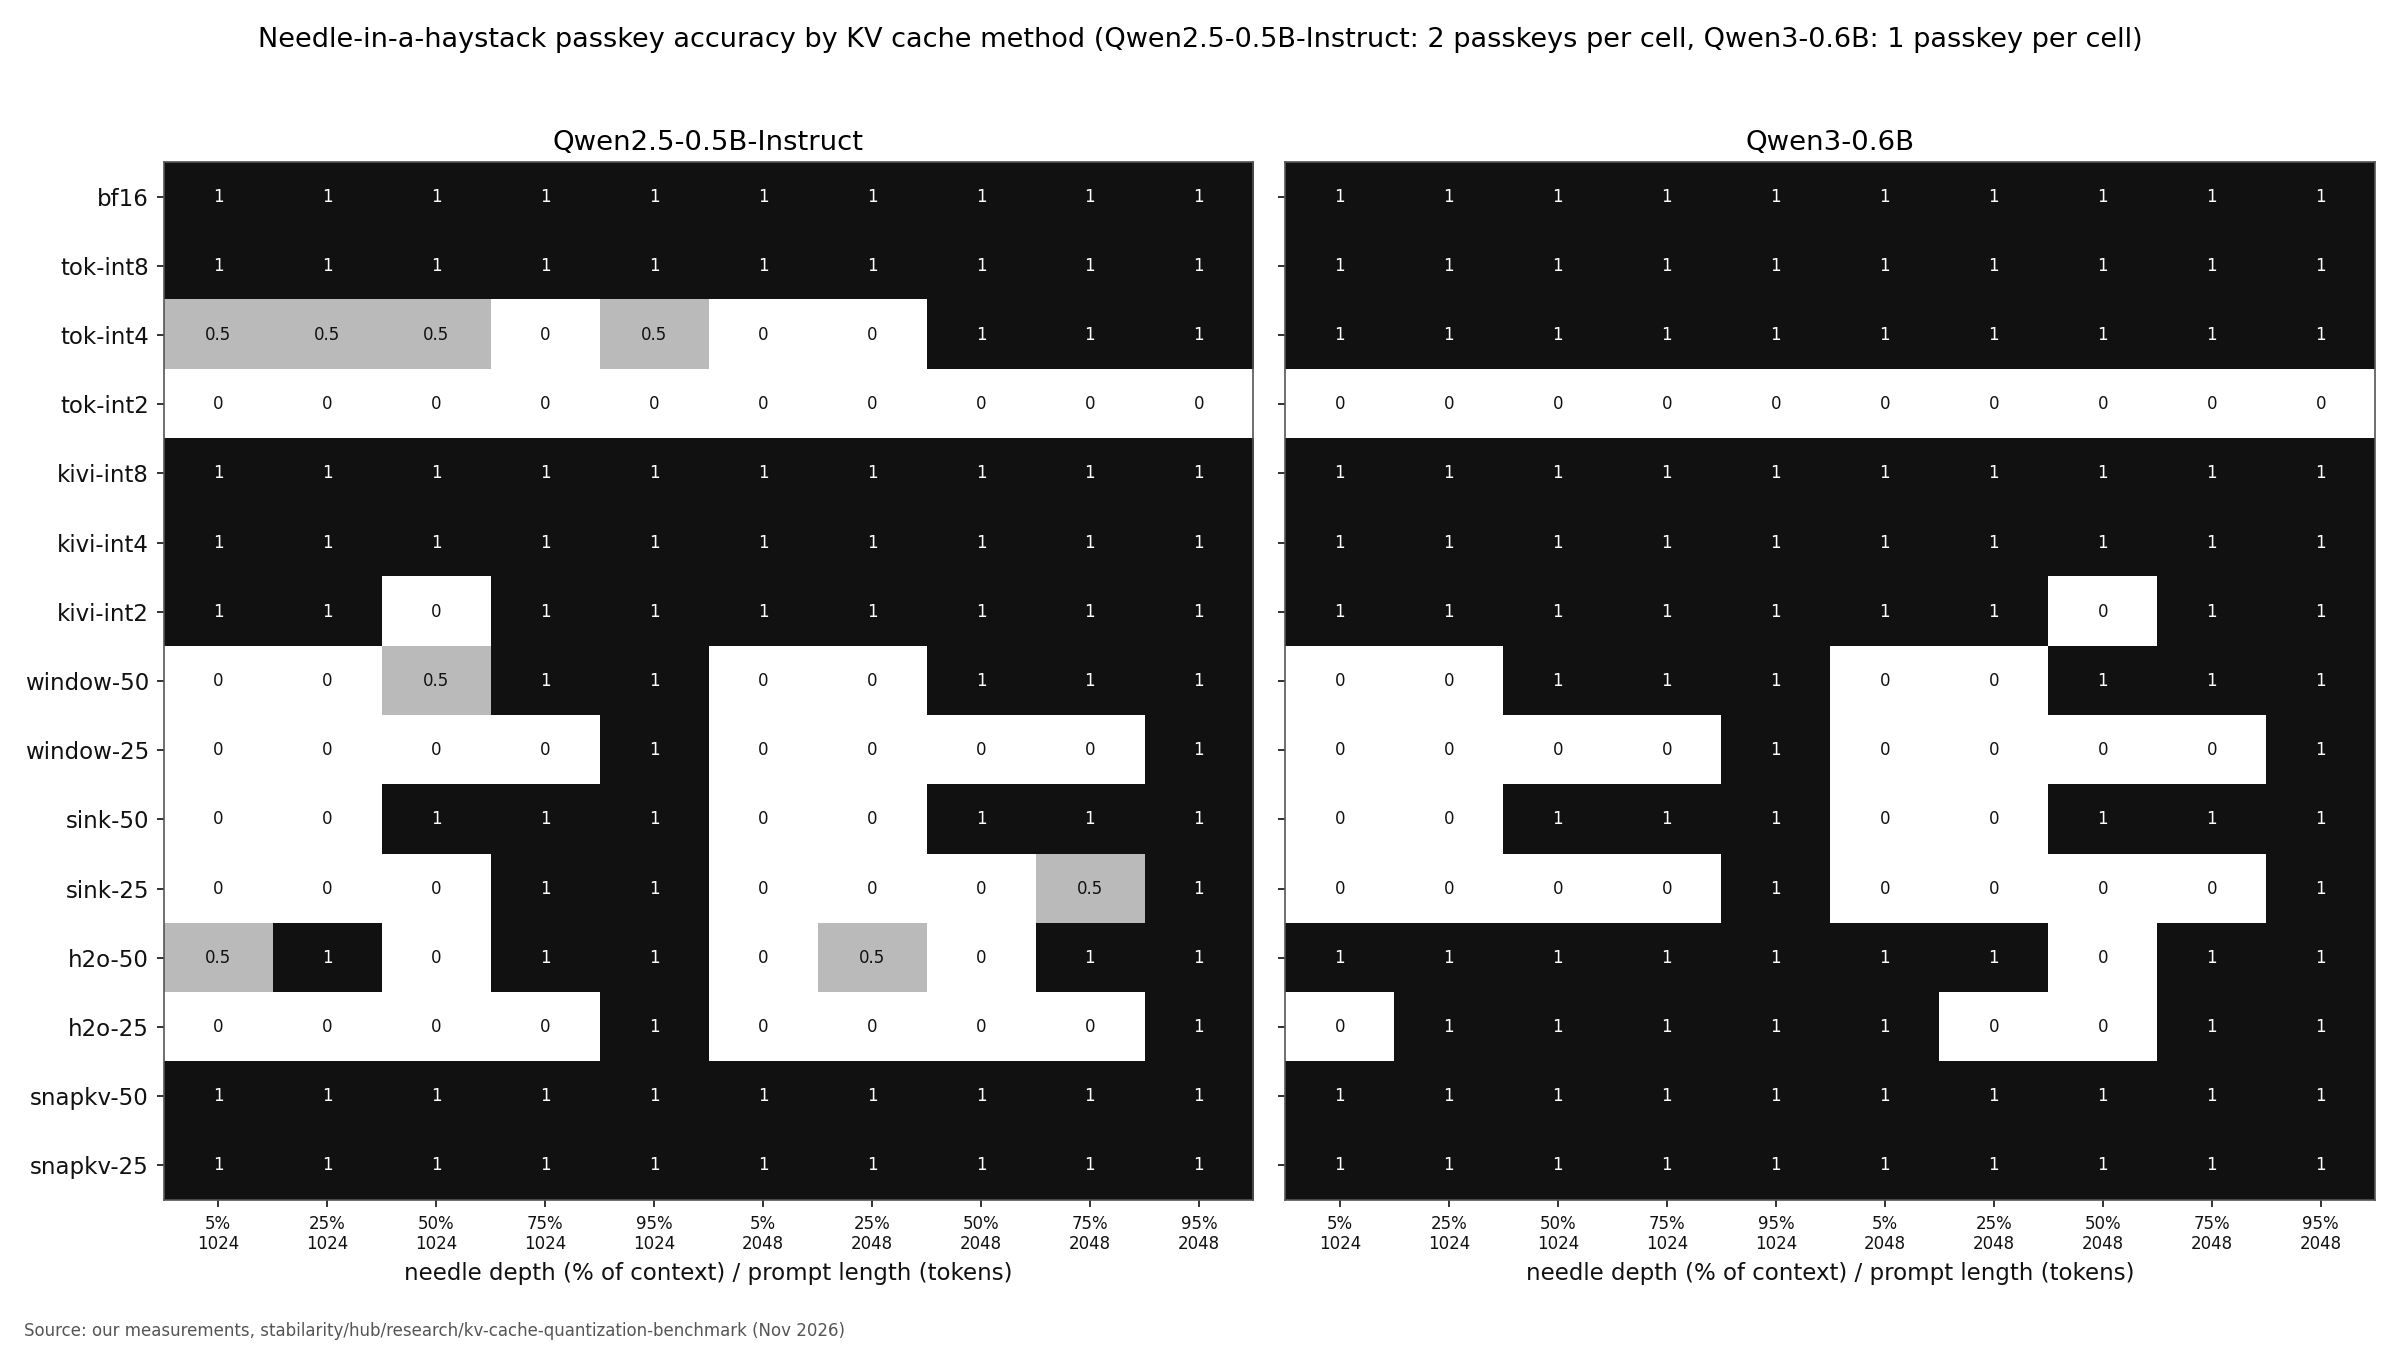 Needle-in-a-haystack passkey accuracy by KV cache method (Qwen2.5-0.5B-Instruct: 2 passkeys per cell, Qwen3-0.6B: 1 passkey per cell)
Qwen2.5-0.5B-Instruct Qwen3-0.6B
bf16 1 1 1 1 1 1 1 1 1 1 1 1 1 1 1 1 1 1 1 1
tok-int8 1 1 1 1 1 1 1 1 1 1 1 1 1 1 1 1 1 1 1 1
tok-int4 0.5 0.5 0.5 0 0.5 0 0 1 1 1 1 1 1 1 1 1 1 1 1 1
tok-int2 0 0 0 0 0 0 0 0 0 0 0 0 0 0 0 0 0 0 0 0
kivi-int8 1 1 1 1 1 1 1 1 1 1 1 1 1 1 1 1 1 1 1 1
kivi-int4 1 1 1 1 1 1 1 1 1 1 1 1 1 1 1 1 1 1 1 1
kivi-int2 1 1 0 1 1 1 1 1 1 1 1 1 1 1 1 1 1 0 1 1
window-50 0 0 0.5 1 1 0 0 1 1 1 0 0 1 1 1 0 0 1 1 1
window-25 0 0 0 0 1 0 0 0 0 1 0 0 0 0 1 0 0 0 0 1
sink-50 0 0 1 1 1 0 0 1 1 1 0 0 1 1 1 0 0 1 1 1
sink-25 0 0 0 1 1 0 0 0 0.5 1 0 0 0 0 1 0 0 0 0 1
h2o-50 0.5 1 0 1 1 0 0.5 0 1 1 1 1 1 1 1 1 1 0 1 1
h2o-25 0 0 0 0 1 0 0 0 0 1 0 1 1 1 1 1 0 0 1 1
snapkv-50 1 1 1 1 1 1 1 1 1 1 1 1 1 1 1 1 1 1 1 1
snapkv-25 1 1 1 1 1 1 1 1 1 1 1 1 1 1 1 1 1 1 1 1
5% 25% 50% 75% 95% 5% 25% 50% 75% 95% 5% 25% 50% 75% 95% 5% 25% 50% 75% 95%
1024 1024 1024 1024 1024 2048 2048 2048 2048 2048 1024 1024 1024 1024 1024 2048 2048 2048 2048 2048
needle depth (% of context) / prompt length (tokens) needle depth (% of context) / prompt length (tokens)
Source: our measurements, stabilarity/hub/research/kv-cache-quantization-benchmark (Nov 2026)